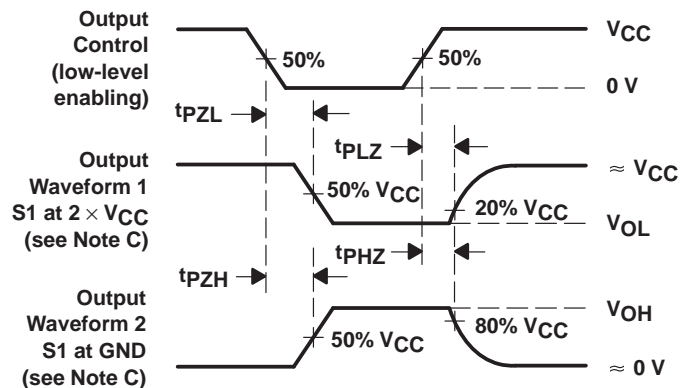 Output
Control
(low-level
enabling)
50%
50%
VCC
0 V
tPZL
tPLZ
Output
Waveform 1
S1 at 2 × VCC
(see Note C)
50% VCC
20% VCC
≈ VCC
VOL
tPZH
tPHZ
Output
Waveform 2
S1 at GND
(see Note C)
50% VCC
80% VCC
VOH
≈ 0 V